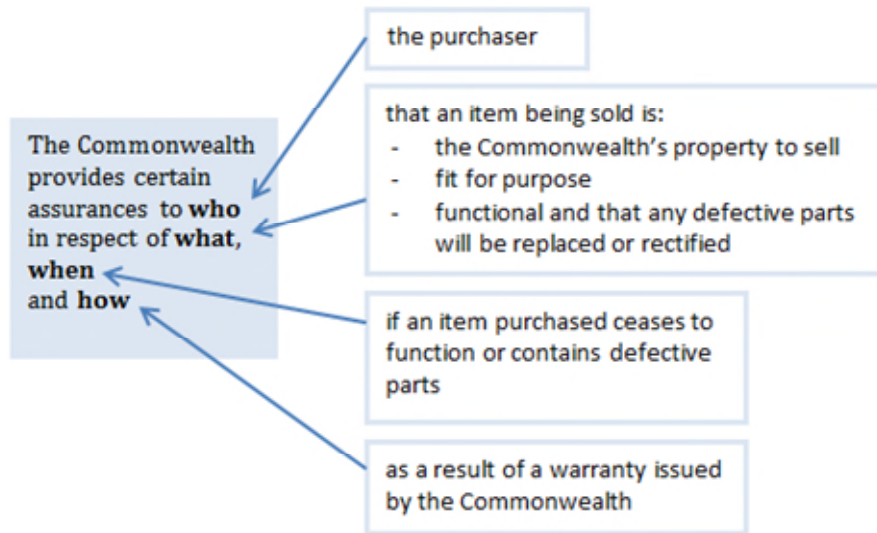 The Commonwealth
provides certain
assurances to who
in respect of what,
when
and how
the purchaser
that an item being sold is:
- the Commonwealth's property to sell
- fit for purpose
- functional and that any defective parts
will be replaced or rectified
if an item purchased ceases to
function or contains defective
parts
as a result of a warranty issued
by the Commonwealth